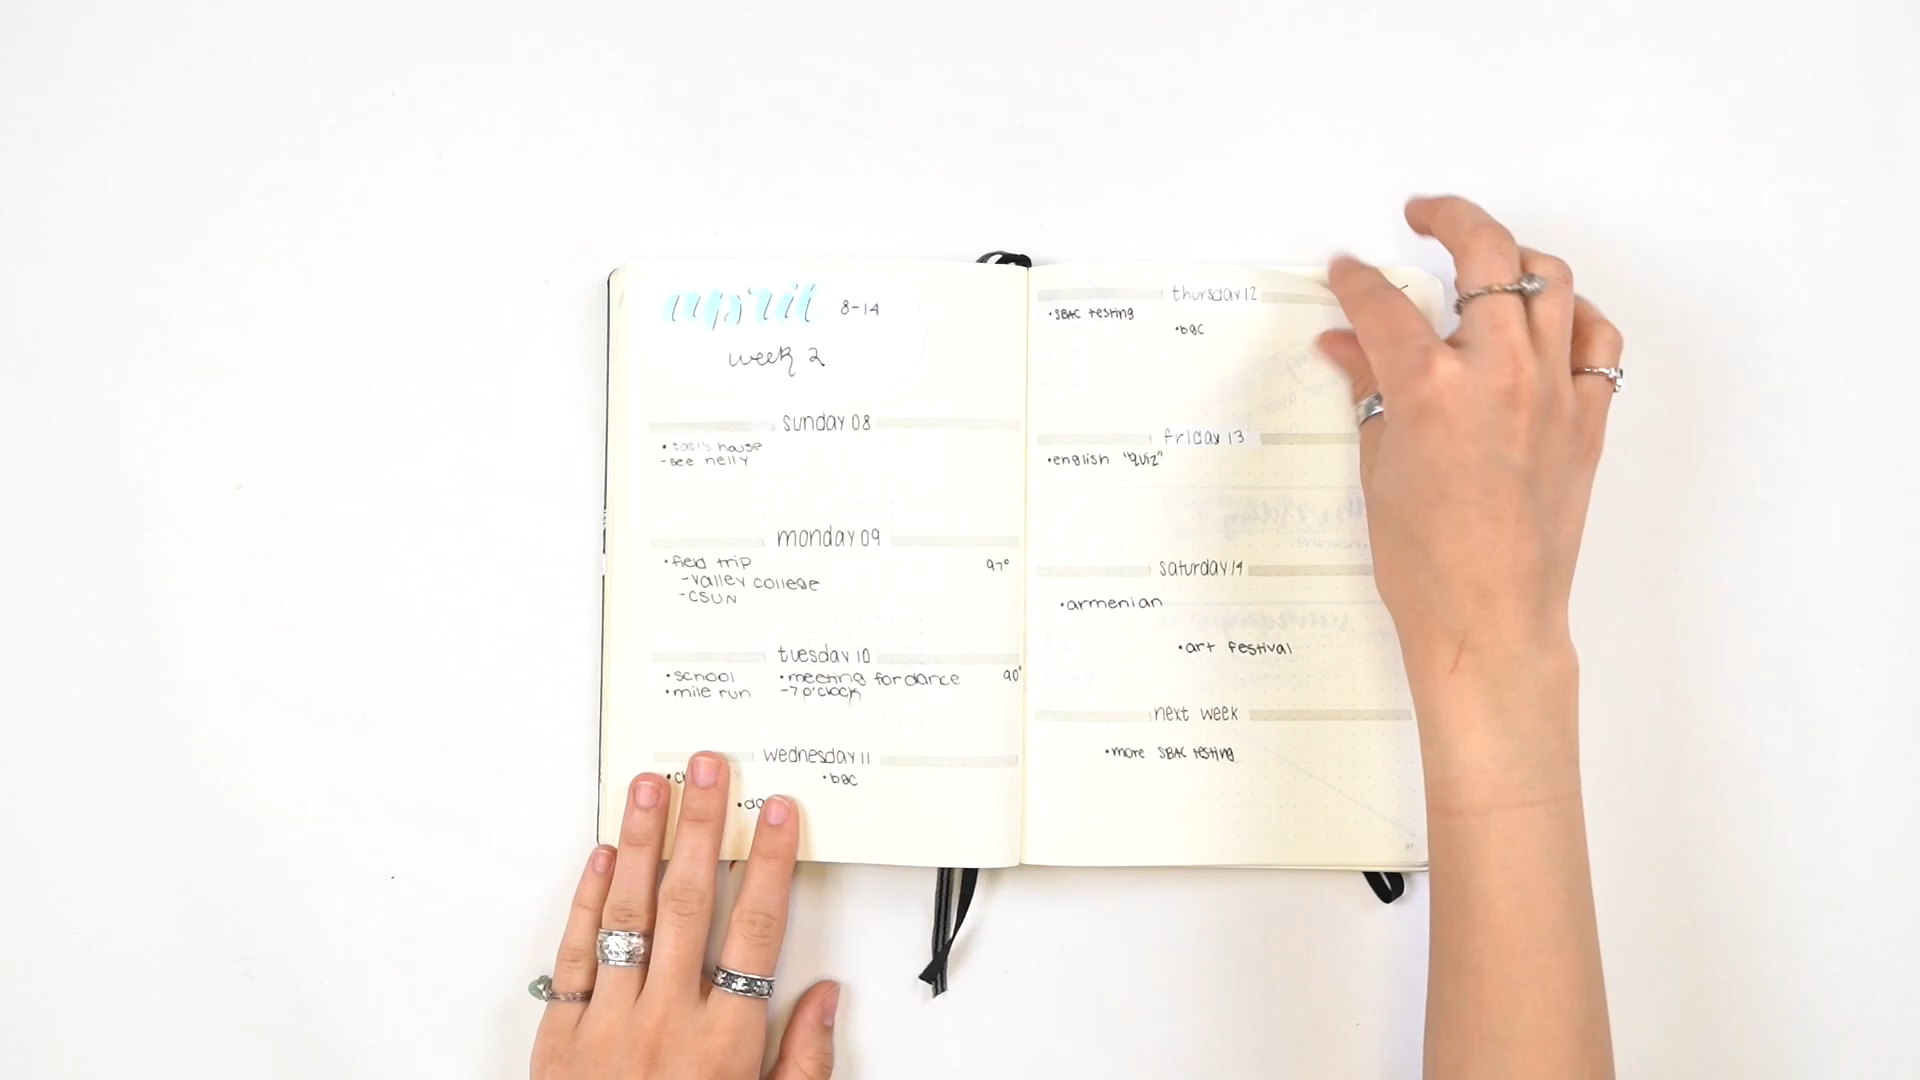 april 8-14
week 2
sunday 08
• tati's house
- see nelly
monday 09
• field trip 97°
- valley college
- CSUN
tuesday 10
• school • meeting for dance 90°
• mile run - 7 o'clock
wednesday 11
• bgc
thursday 12
• SBAC testing
• bgc
friday 13
• english "quiz"
saturday 14
• armenian
• art festival
next week
• more SBAC testing